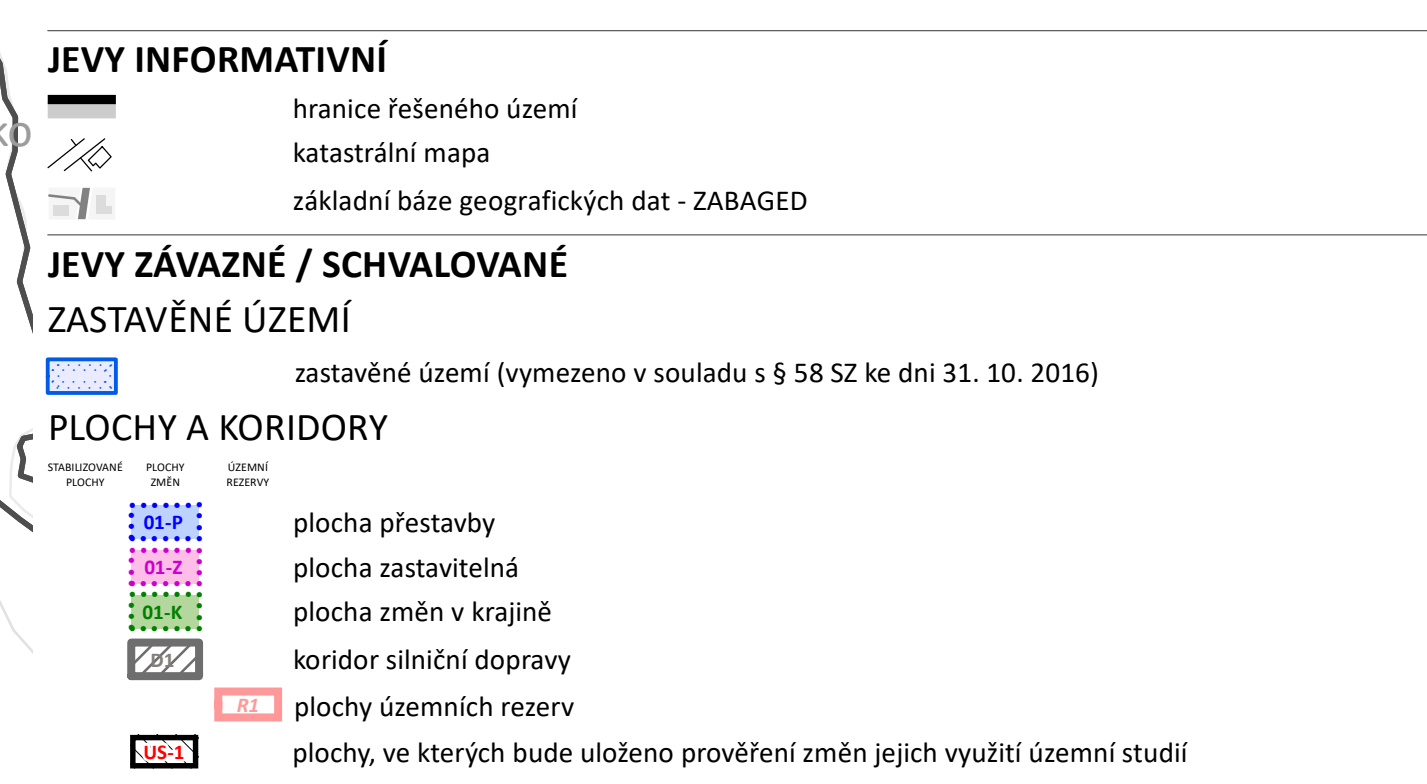 JEVY INFORMATIVNÍ
hranice řešeného území
KO
katastrální mapa
základní báze geografických dat - ZABAGED
JEVY ZÁVAZNÉ / SCHVALOVANÉ
ZASTAVĚNÉ ÚZEMÍ
zastavěné území (vymezeno v souladu s § 58 SZ ke dni 31. 10. 2016)
PLOCHY A KORIDORY
STABILIZOVANÉ PLOCHY ÚZEMNÍ
PLOCHY ZMĚN REZERVY
01-P plocha přestavby
01-Z plocha zastavitelná
01-K plocha změn v krajině
D1 koridor silniční dopravy
R1 plochy územních rezerv
US-1 plochy, ve kterých bude uloženo prověření změn jejich využití územní studií